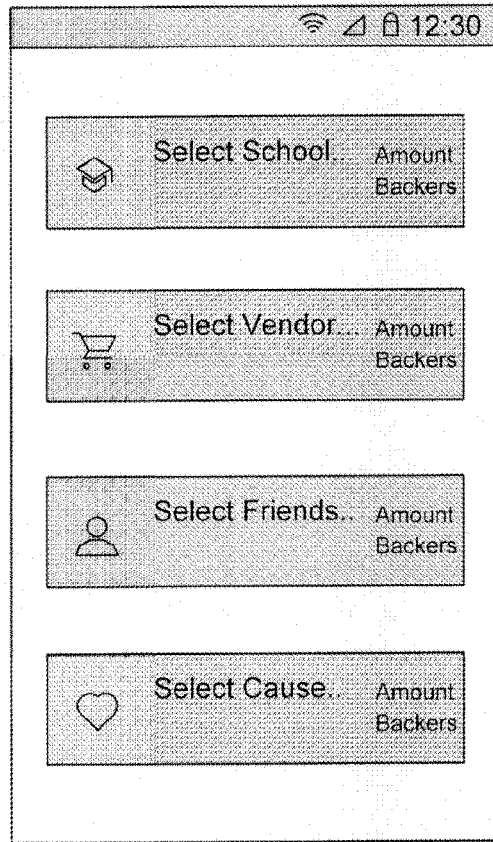 12:30
Select School.. Amount
Backers
Select Vendor... Amount
Backers
Select Friends.. Amount
Backers
Select Cause.. Amount
Backers